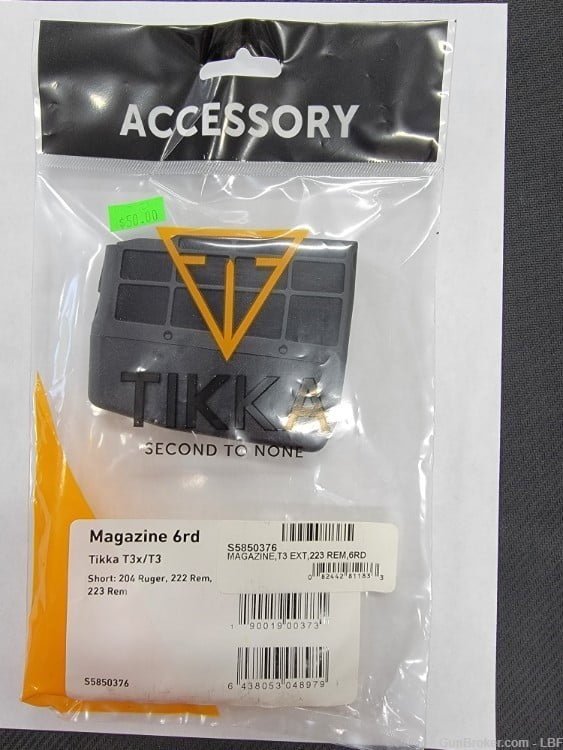 ACCESSORY
$50.00
TIKKA
SECOND TO NONE
Magazine 6rd
Tikka T3x/T3
Short: 204 Ruger, 222 Rem,
223 Rem
S5850376
S5850376
MAGAZINE,T3 EXT,223 REM,6RD
0 82442 81183 3
1 90019 00373
6 438053 048979
GunBroker.com - LBF